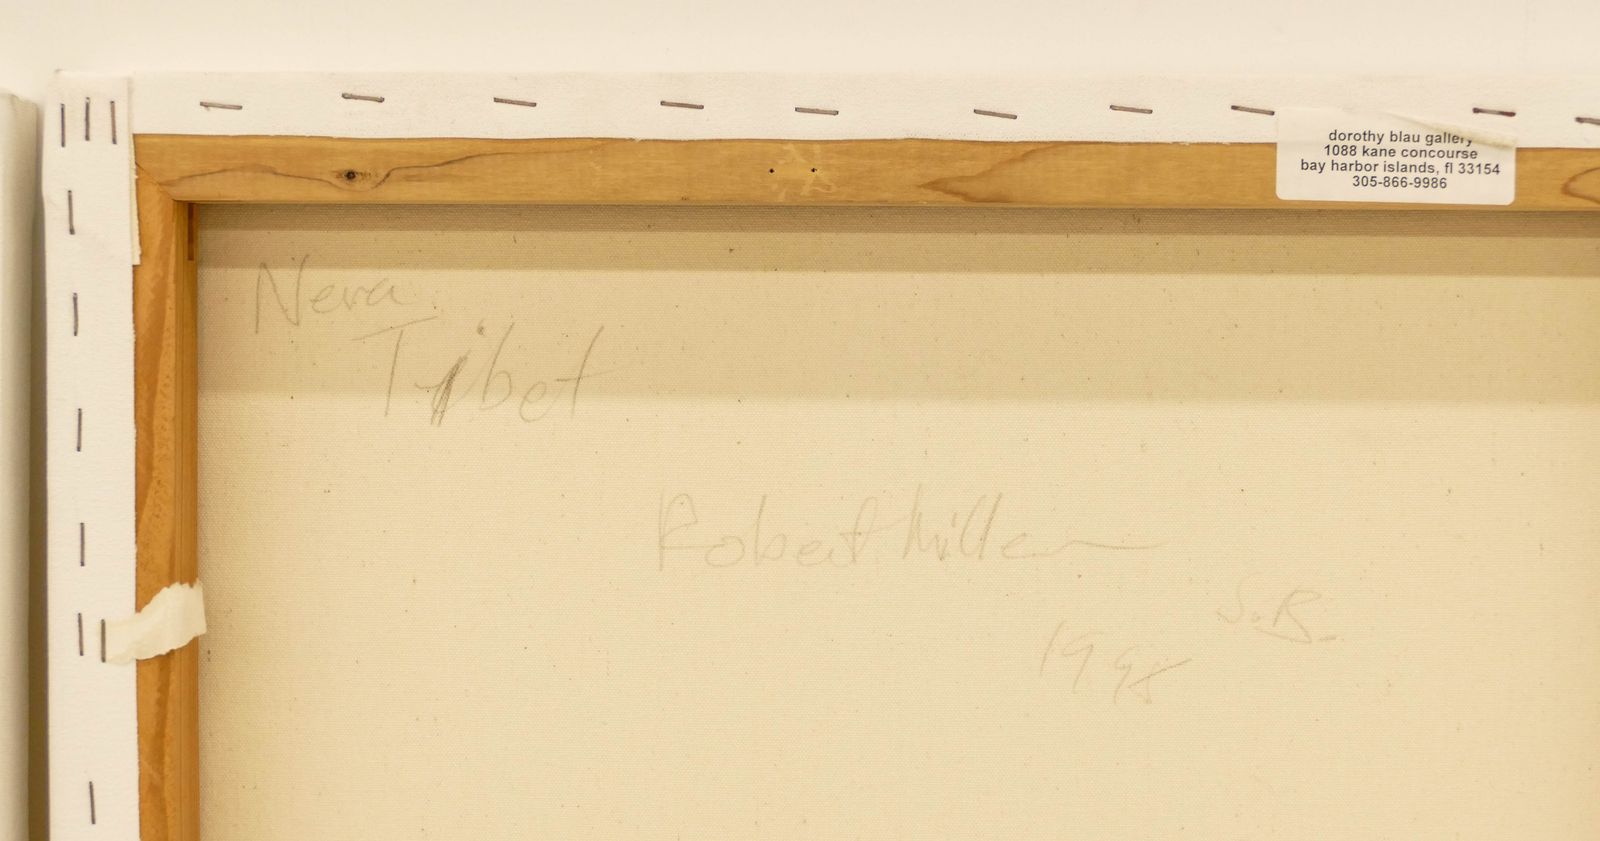 dorothy blau gallery
1088 kane concourse
bay harbor islands, fl 33154
305-866-9986
Neva
Tibet
Robert Miller
S.B.
1998